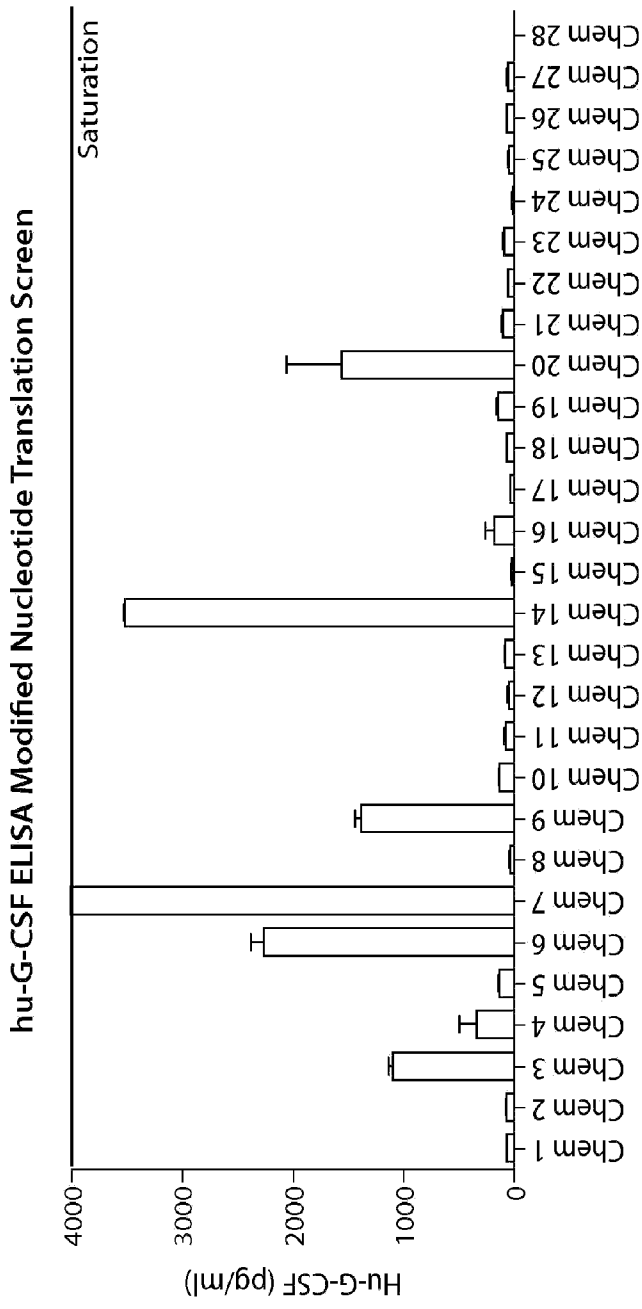 hu-G-CSF ELISA Modified Nucleotide Translation Screen
Saturation
Hu-G-CSF (pg/ml)
4000
3000
2000
1000
0
Chem 1
Chem 2
Chem 3
Chem 4
Chem 5
Chem 6
Chem 7
Chem 8
Chem 9
Chem 10
Chem 11
Chem 12
Chem 13
Chem 14
Chem 15
Chem 16
Chem 17
Chem 18
Chem 19
Chem 20
Chem 21
Chem 22
Chem 23
Chem 24
Chem 25
Chem 26
Chem 27
Chem 28